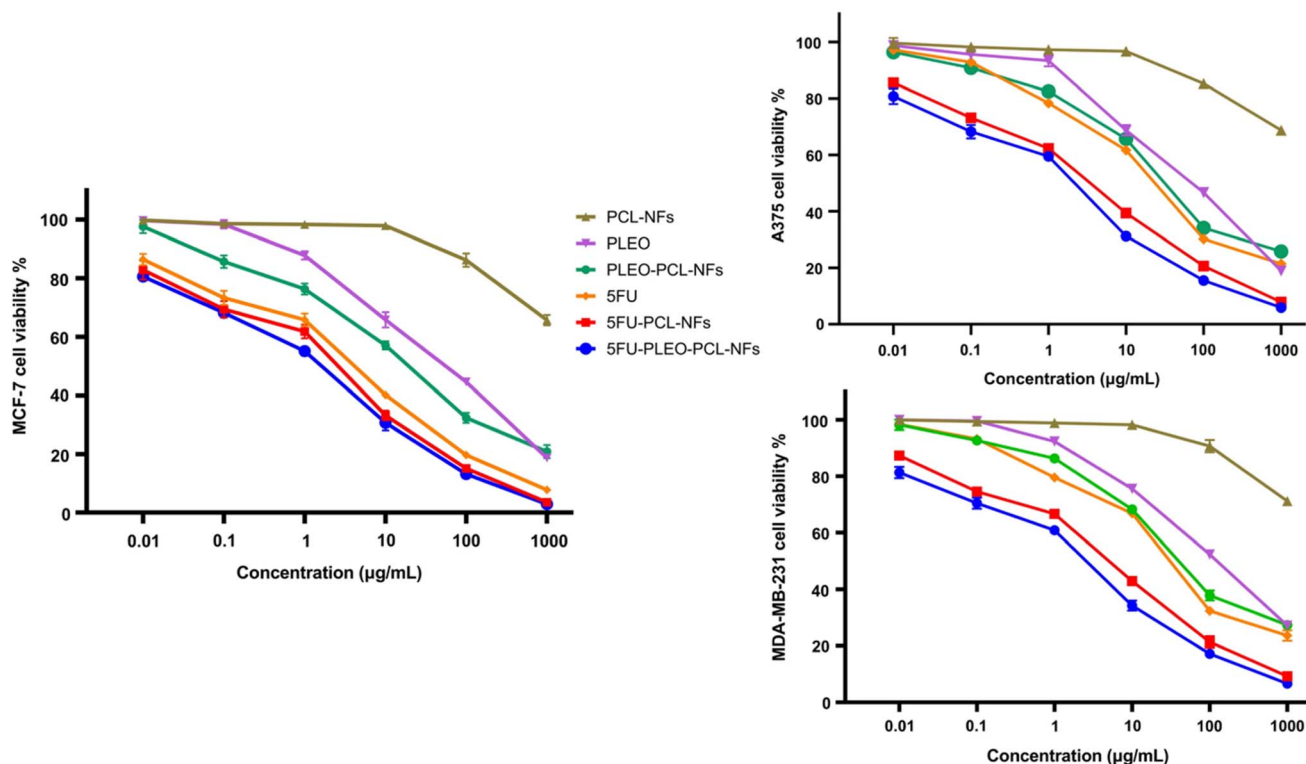 MCF-7 cell viability %
100
80
60
40
20
0
0.01 0.1 1 10 100 1000
Concentration (µg/mL)
PCL-NFs
PLEO
PLEO-PCL-NFs
5FU
5FU-PCL-NFs
5FU-PLEO-PCL-NFs
A375 cell viability %
100
80
60
40
20
0
0.01 0.1 1 10 100 1000
Concentration (µg/mL)
MDA-MB-231 cell viability %
100
80
60
40
20
0
0.01 0.1 1 10 100 1000
Concentration (µg/mL)